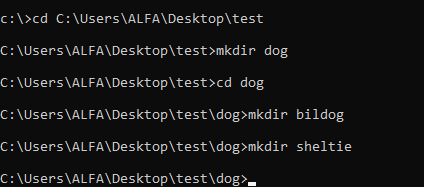 c:\>cd C:\Users\ALFA\Desktop\test
C:\Users\ALFA\Desktop\test>mkdir dog
C:\Users\ALFA\Desktop\test>cd dog
C:\Users\ALFA\Desktop\test\dog>mkdir bildog
C:\Users\ALFA\Desktop\test\dog>mkdir sheltie
C:\Users\ALFA\Desktop\test\dog>